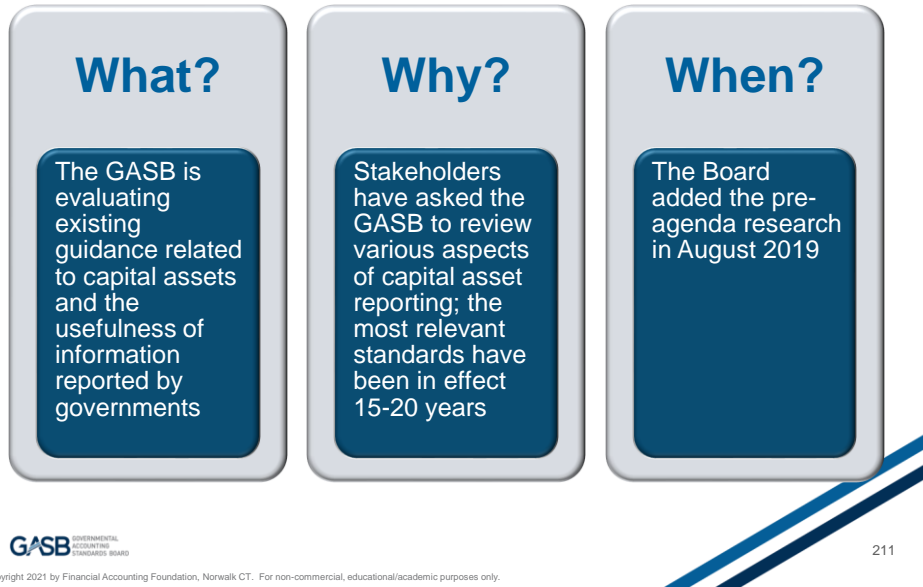 What?
The GASB is
evaluating
existing
guidance related
to capital assets
and the
usefulness of
information
reported by
governments
Why?
Stakeholders
have asked the
GASB to review
various aspects
of capital asset
reporting; the
most relevant
standards have
been in effect
15-20 years
When?
The Board
added the pre-
agenda research
in August 2019
GASB
GOVERNMENTAL
ACCOUNTING
STANDARDS BOARD
211
pyright 2021 by Financial Accounting Foundation, Norwalk CT. For non-commercial, educational/academic purposes only.